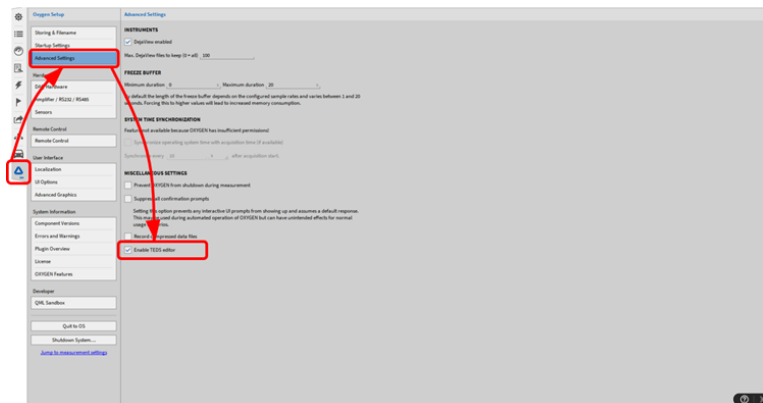 Oxygen Setup
Storing & Filename
Startup Settings
Advanced Settings
Hardware
Hardware
Amplifier / RS232 / RS485
Sensors
Remote Control
Remote Control
User Interface
Localization
UI Options
Advanced Graphics
System Information
Component Versions
Errors and Warnings
Plugin Overview
License
OXYGEN Features
Developer
QML Sandbox
Quit to OS
Shutdown System...
Jump to measurement settings
Advanced Settings
INSTRUMENTS
DejaView enabled
Max. DejaView files to keep (0 = all) 100
FREEZE BUFFER
Minimum duration 0 s, Maximum duration 20 s.
By default the length of the freeze buffer depends on the configured sample rates and varies between 1 and 20
seconds. Forcing this to higher values will lead to increased memory consumption.
SYSTEM TIME SYNCHRONIZATION
Feature not available because OXYGEN has insufficient permissions!
Synchronize operating system time with acquisition time (if available)
Synchronize every 10 s after acquisition start.
MISCELLANEOUS SETTINGS
Prevent OXYGEN from shutdown during measurement
Suppress all confirmation prompts
Setting this option prevents any interactive UI prompts from showing up and assumes a default response.
This may be used during automated operation of OXYGEN but can have unintended effects for normal
usage
Record compressed data files
Enable TEDS editor